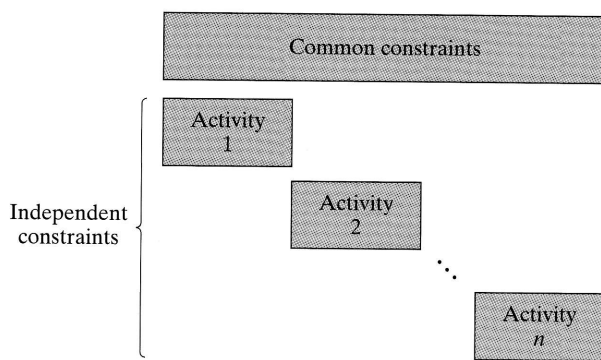 Common constraints
Activity
1
Independent
constraints
Activity
2
Activity
n